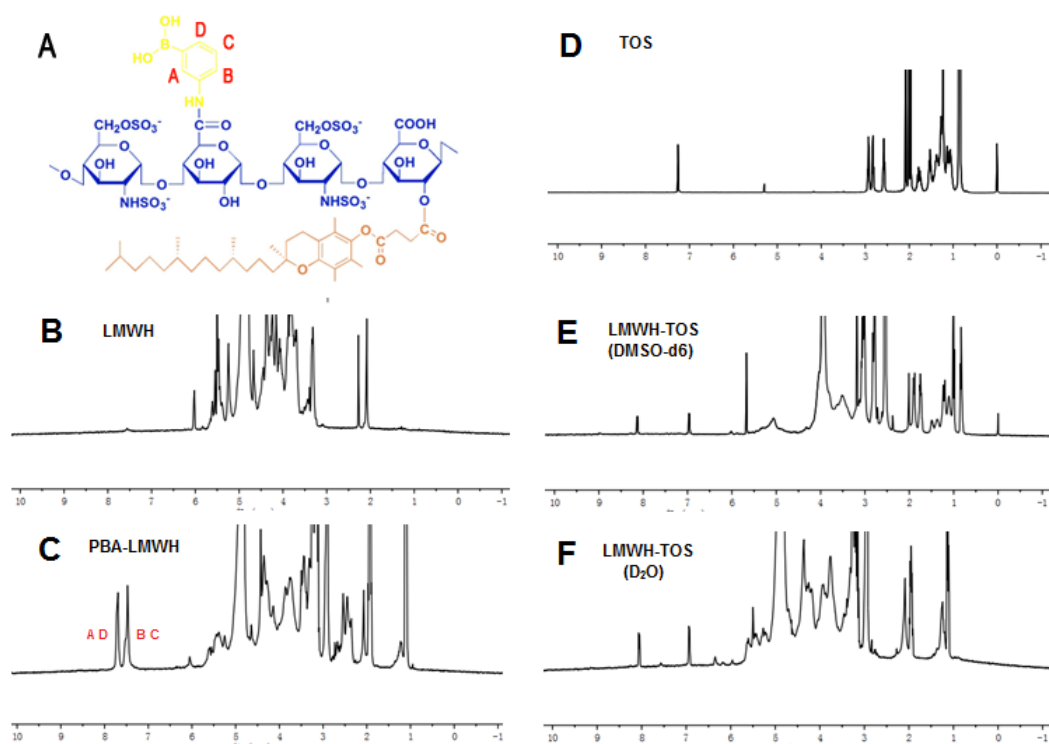 A
OH
B
HO
D
C
A
B
HN
CH₂OSO₃⁻
C=O
CH₂OSO₃⁻
COOH
O
O
O
O
OH
OH
OH
OH
O
O
O
O
NHSO₃⁻
OH
NHSO₃⁻
O
O
C=O
O
O
B
LMWH
10 9 8 7 6 5 4 3 2 1 0 -1
C
PBA-LMWH
A D
B C
10 9 8 7 6 5 4 3 2 1 0 -1
D
TOS
10 9 8 7 6 5 4 3 2 1 0 -1
E
LMWH-TOS
(DMSO-d6)
10 9 8 7 6 5 4 3 2 1 0 -1
F
LMWH-TOS
(D₂O)
10 9 8 7 6 5 4 3 2 1 0 -1